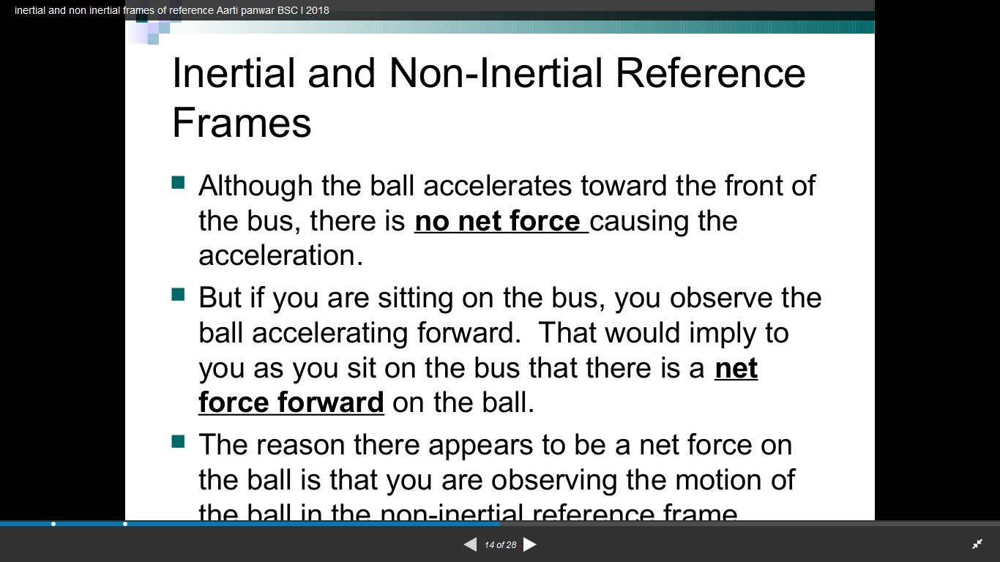 inertial and non inertial frames of reference Aarti panwar BSC I 2018
Inertial and Non-Inertial Reference
Frames
Although the ball accelerates toward the front of
the bus, there is no net force causing the
acceleration.
But if you are sitting on the bus, you observe the
ball accelerating forward.  That would imply to
you as you sit on the bus that there is a net
force forward on the ball.
The reason there appears to be a net force on
the ball is that you are observing the motion of
the ball in the non-inertial reference frame
14 of 28